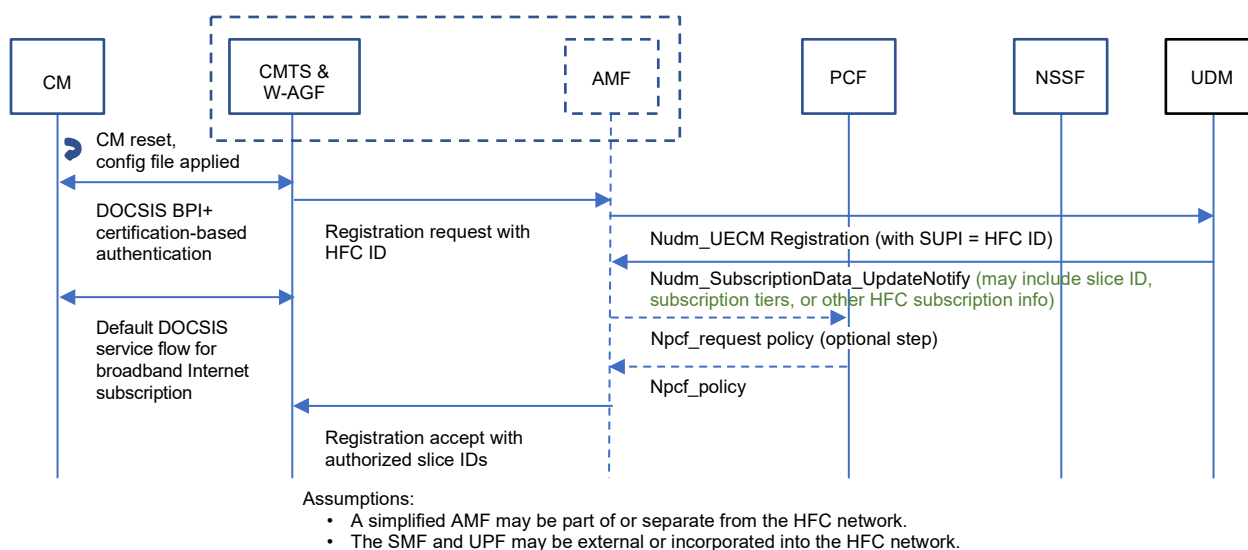 CM
CMTS &
W-AGF
AMF
PCF
NSSF
UDM
CM reset,
config file applied
DOCSIS BPI+
certification-based
authentication
Registration request with
HFC ID
Nudm_UECM Registration (with SUPI = HFC ID)
Nudm_SubscriptionData_UpdateNotify (may include slice ID,
subscription tiers, or other HFC subscription info)
Default DOCSIS
service flow for
broadband Internet
subscription
Npcf_request policy (optional step)
Npcf_policy
Registration accept with
authorized slice IDs
Assumptions:
• A simplified AMF may be part of or separate from the HFC network.
• The SMF and UPF may be external or incorporated into the HFC network.